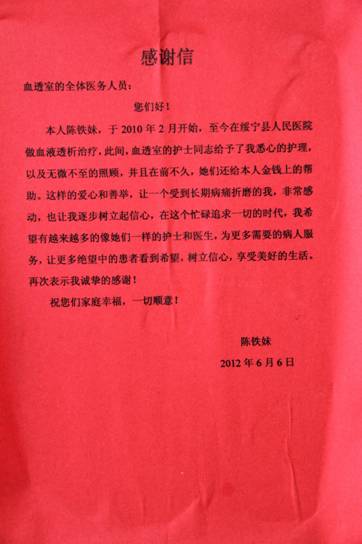 感谢信
血透室的全体医务人员：
您们好！
本人陈铁妹，于 2010 年 2 月开始，至今在绥宁县人民医院
做血液透析治疗，此间，血透室的护士同志给予了我悉心的护理，
以及无微不至的照顾，并且在前不久，她们还给本人金钱上的帮
助。这样的爱心和善举，让一个受到长期病痛折磨的我，非常感
动，也让我逐步树立起信心，在这个忙碌追求一切的时代，我希
望有越来越多的像她们一样的护士和医生，为更多需要的病人服
务，让更多绝望中的患者看到希望，树立信心，享受美好的生活。
再次表示我诚挚的感谢！
祝您们家庭幸福，一切顺意！
陈铁妹
2012 年 6 月 6 日